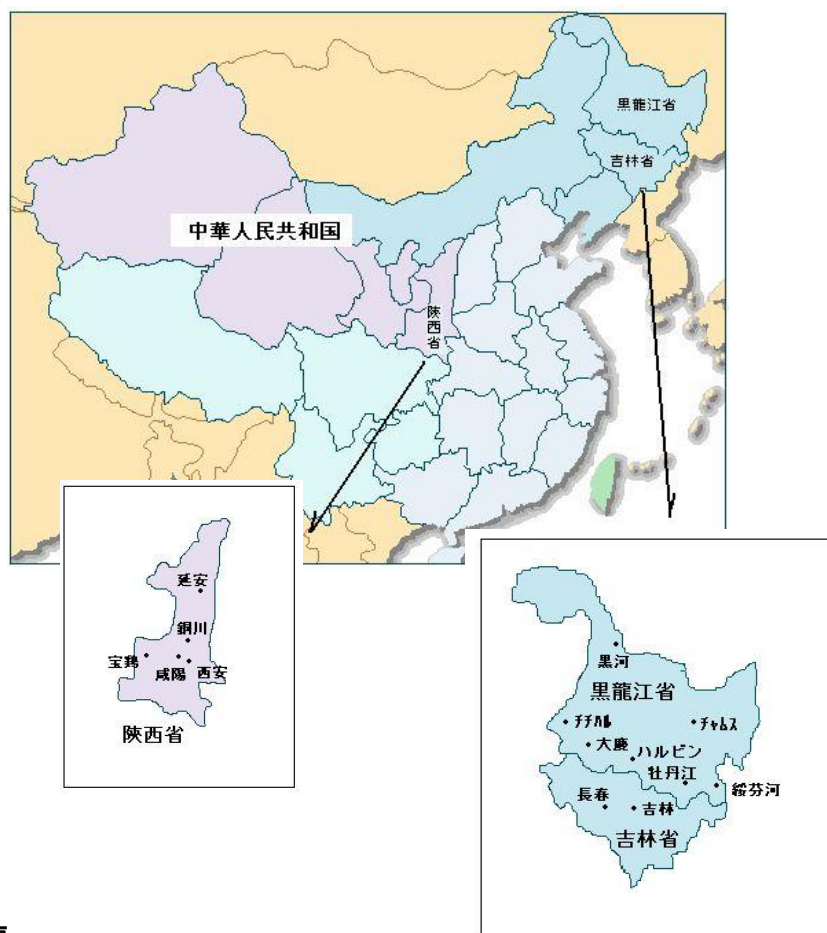 黒龍江省
吉林省
中華人民共和国
陝西省
延安
銅川
宝鶏
咸陽
西安
陝西省
黒河
黒龍江省
チチハル
チャムス
大慶
ハルビン
牡丹江
綏芬河
長春
吉林
吉林省